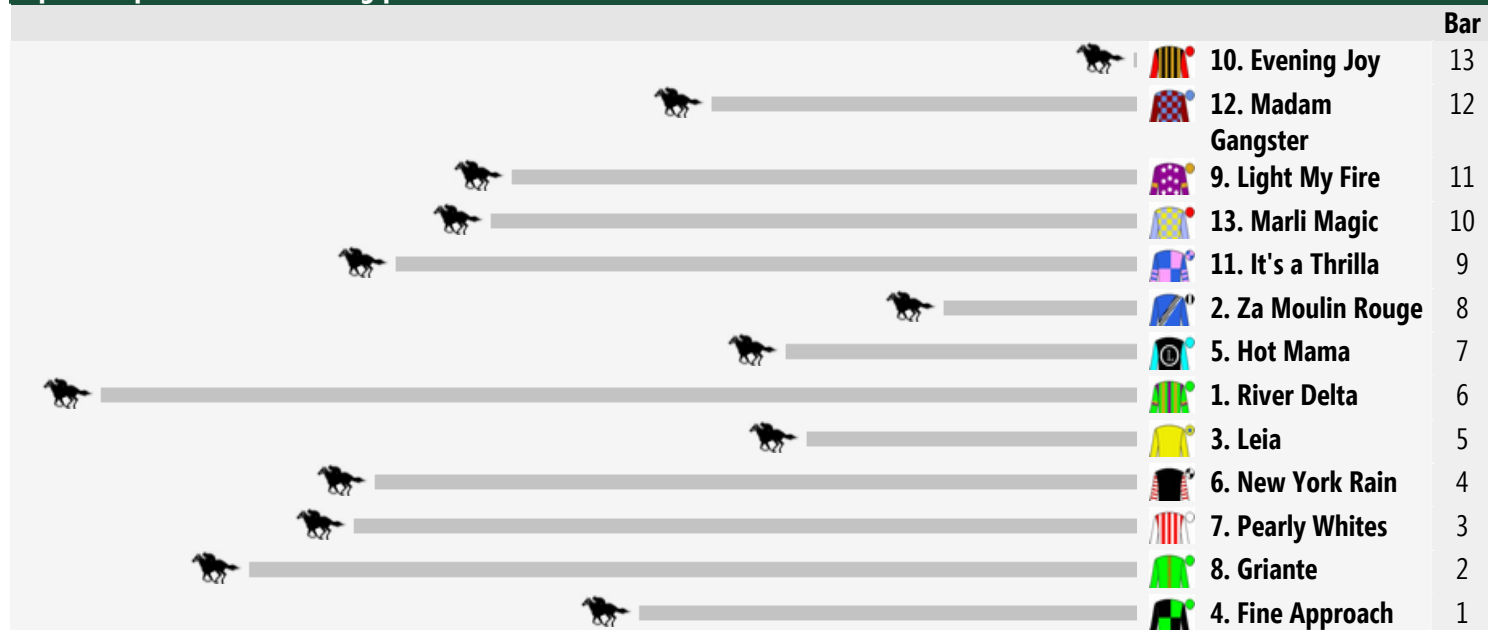 Bar
10. Evening Joy 13
12. Madam 12
Gangster
9. Light My Fire 11
13. Marli Magic 10
11. It's a Thrilla 9
2. Za Moulin Rouge 8
5. Hot Mama 7
1. River Delta 6
3. Leia 5
6. New York Rain 4
7. Pearly Whites 3
8. Griante 2
4. Fine Approach 1